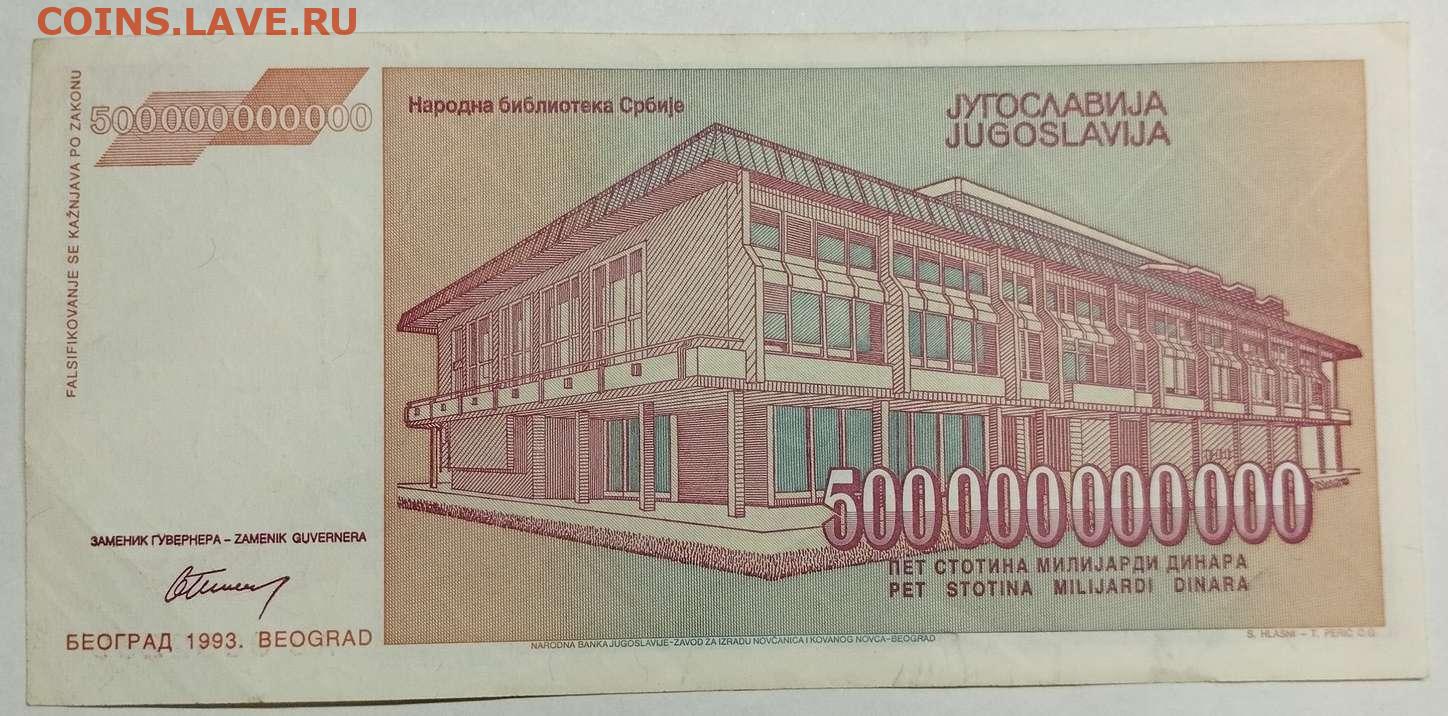 COINS.LAVE.RU
FALSIFIKOVANJE SE KAŽNJAVA PO ZAKONU
500000000000
Народна библиотека Србије
ЈУГОСЛАВИЈА
JUGOSLAVIJA
500 000 000 000
ПЕТ СТОТИНА МИЛИЈАРДИ ДИНАРА
PET STOTINA MILIJARDI DINARA
ЗАМЕНИК ГУВЕРНЕРА – ZAMENIK GUVERNERA
БЕОГРАД 1993. BEOGRAD
NARODNA BANKA JUGOSLAVIJE-ZAVOD ZA IZRADU NOVČANICA I KOVANOG NOVCA-BEOGRAD
S. HLASNI – T. PERIĆ